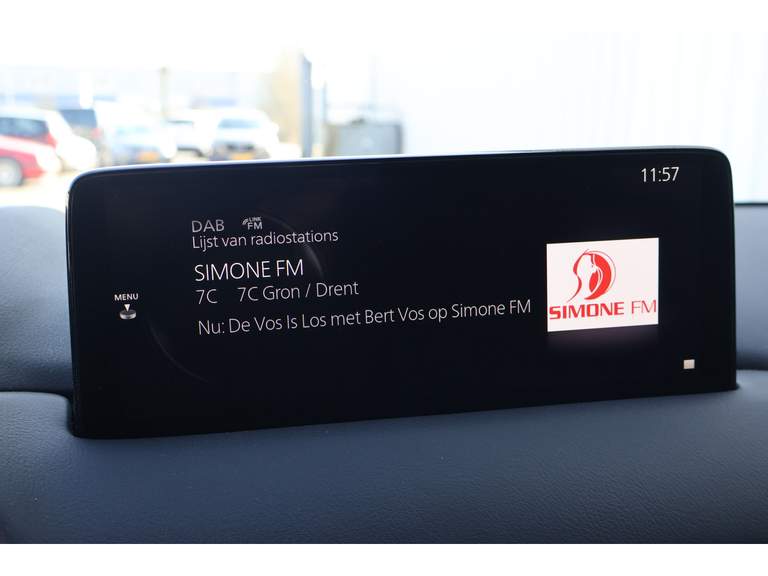 11:57
DAB LINK FM
Lijst van radiostations
SIMONE FM
7C 7C Gron / Drent
MENU
Nu: De Vos Is Los met Bert Vos op Simone FM
SIMONE FM